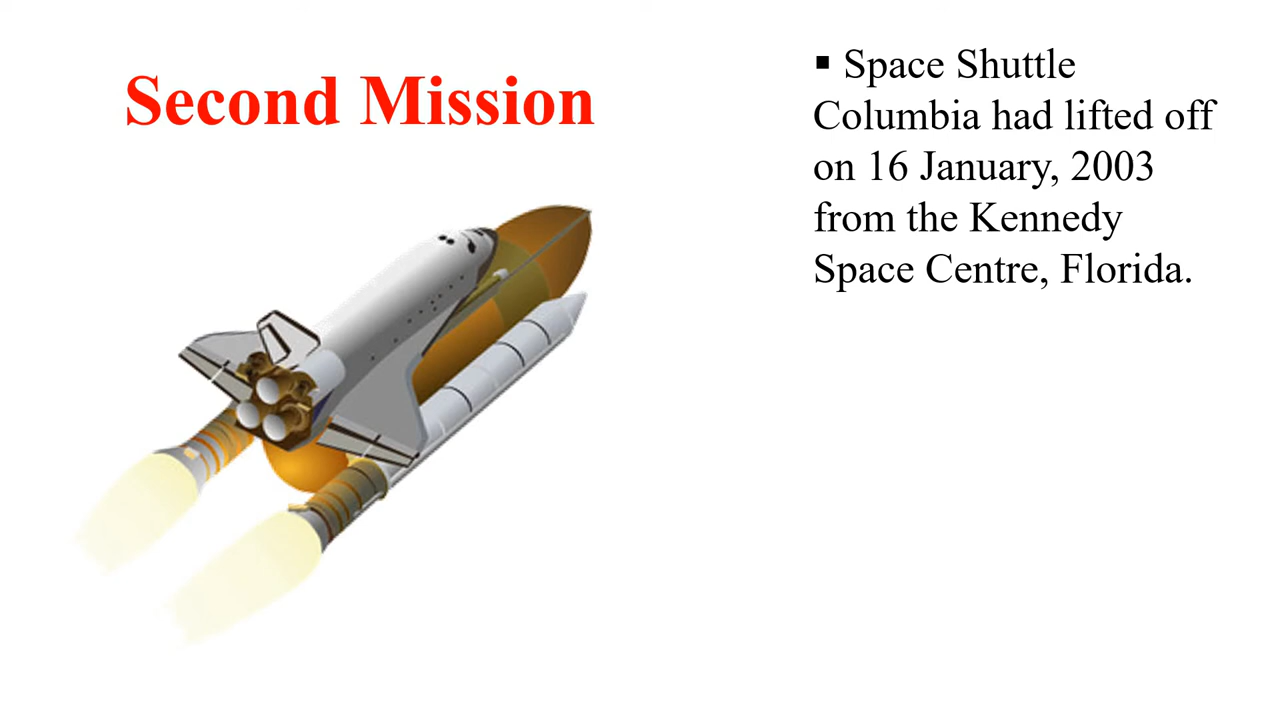 Second Mission
▪ Space Shuttle
Columbia had lifted off
on 16 January, 2003
from the Kennedy
Space Centre, Florida.